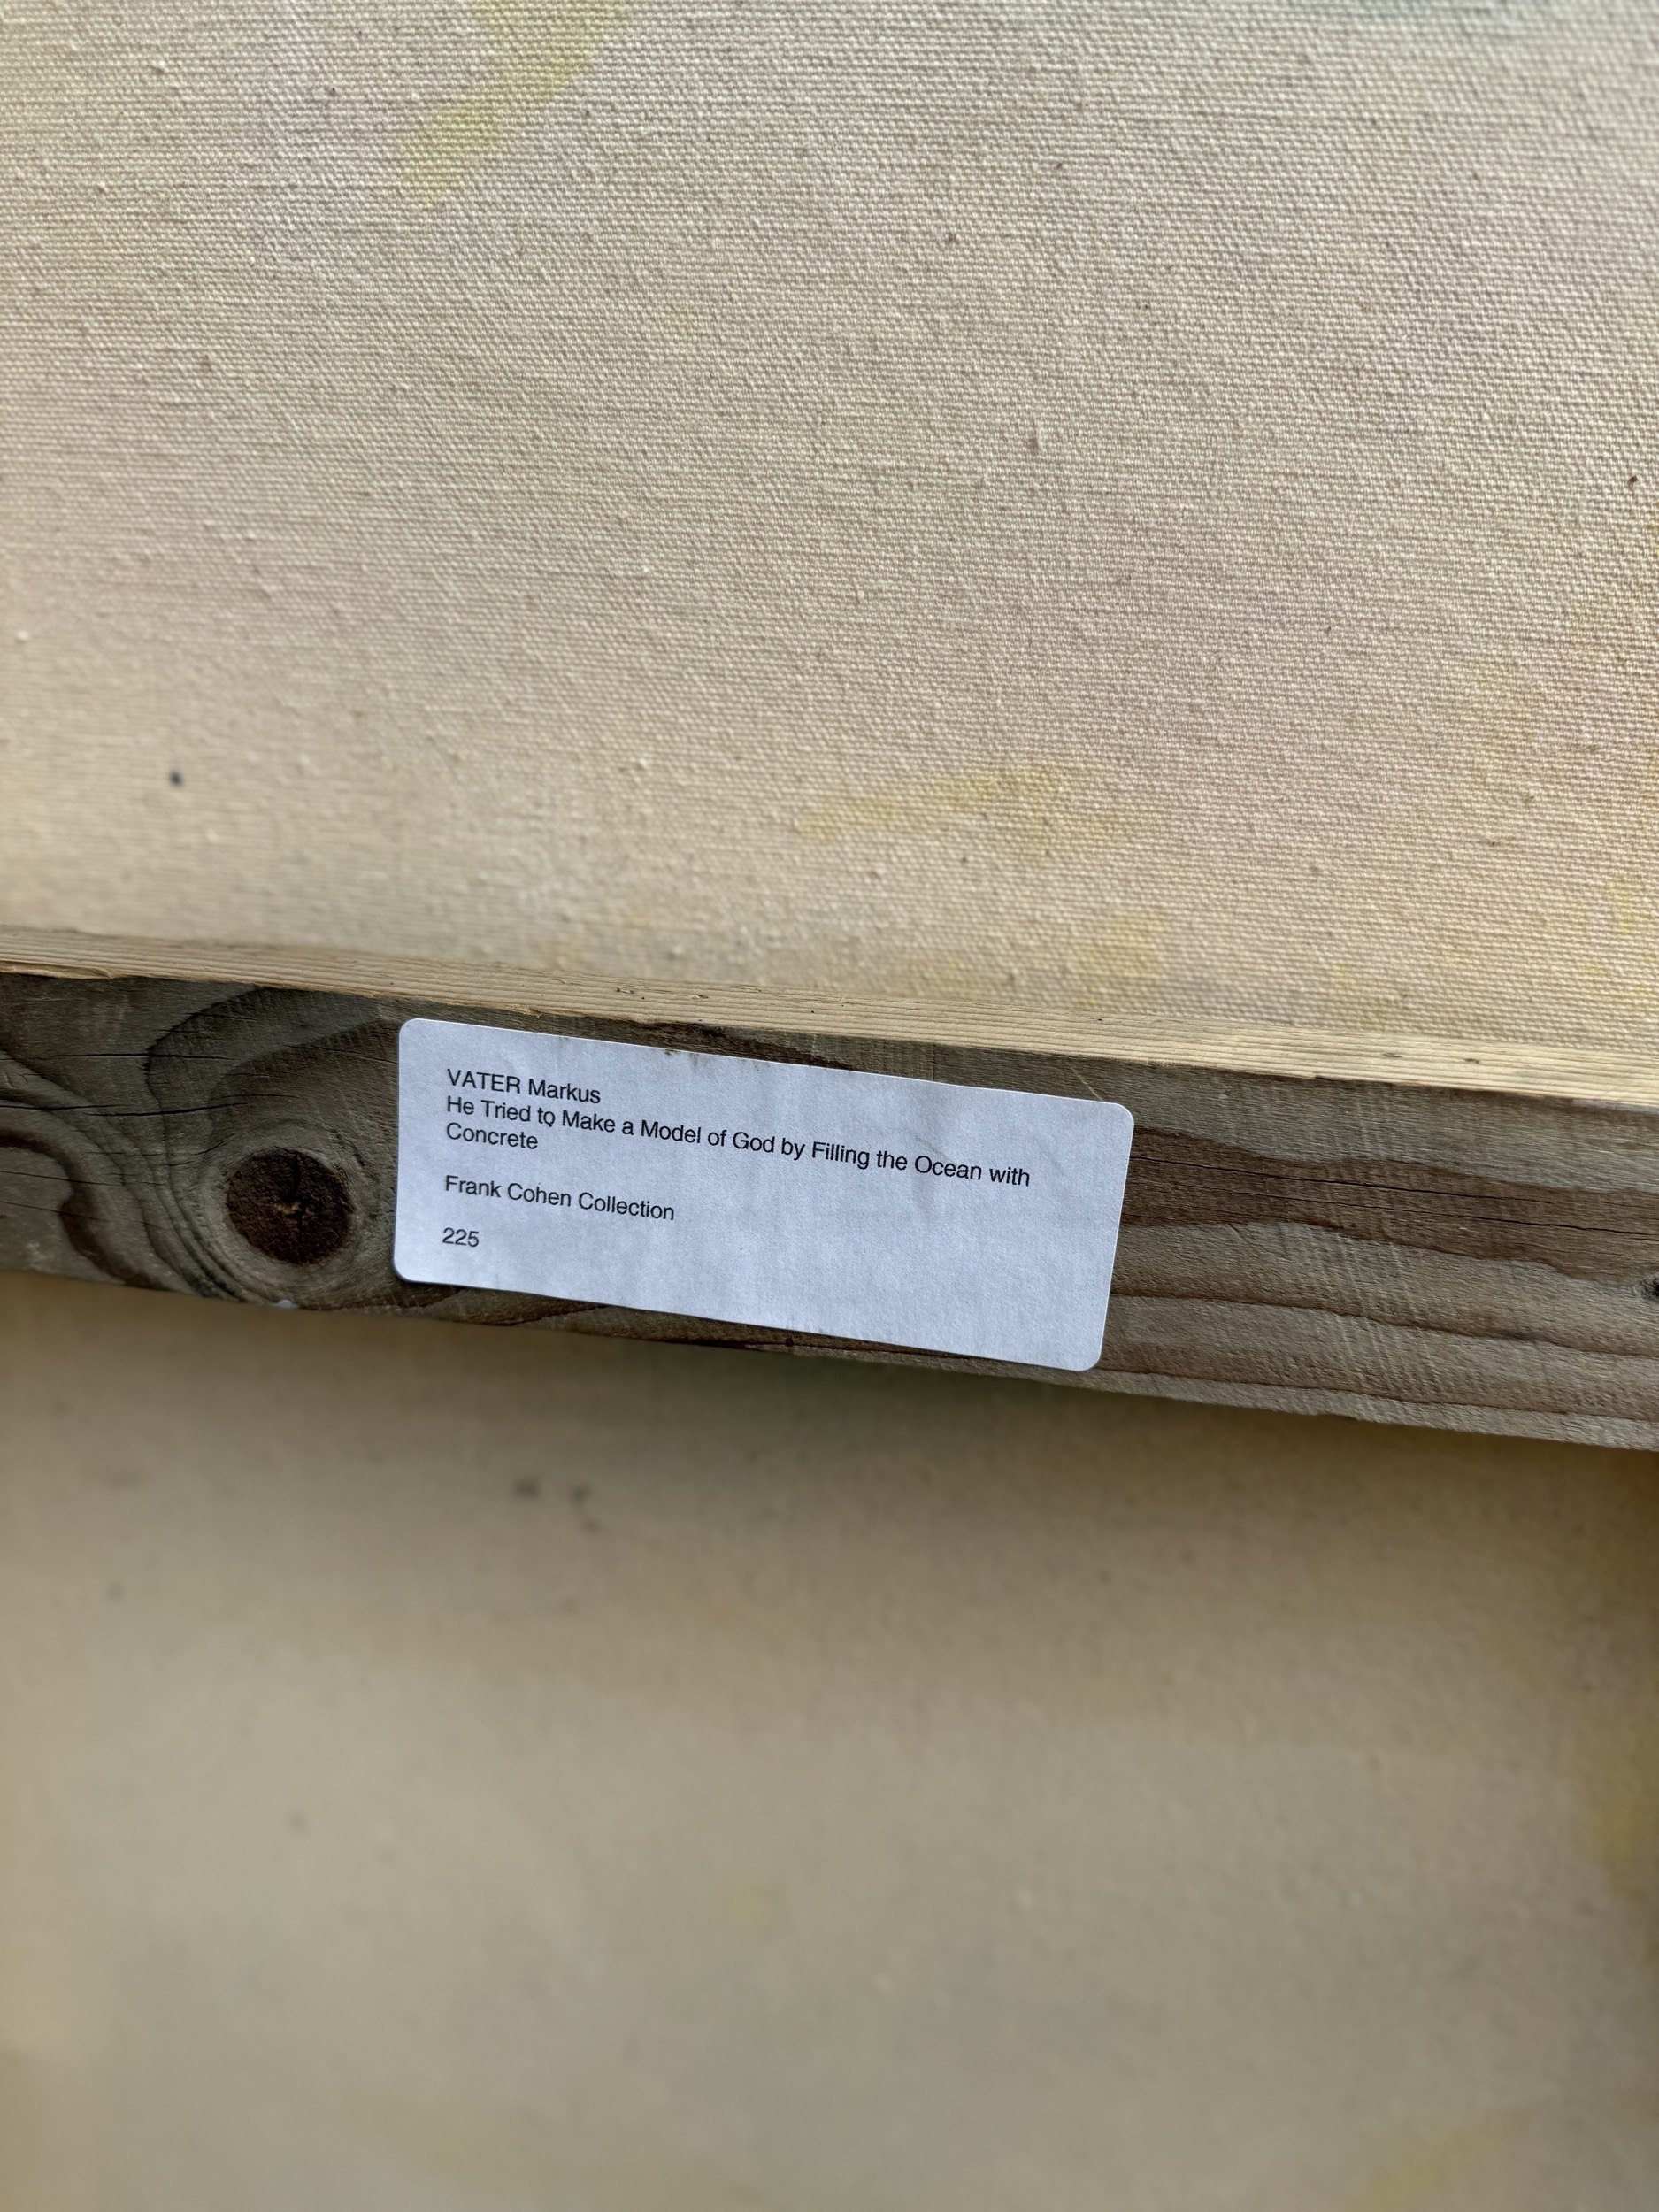 VATER Markus
He Tried to Make a Model of God by Filling the Ocean with
Concrete
Frank Cohen Collection
225